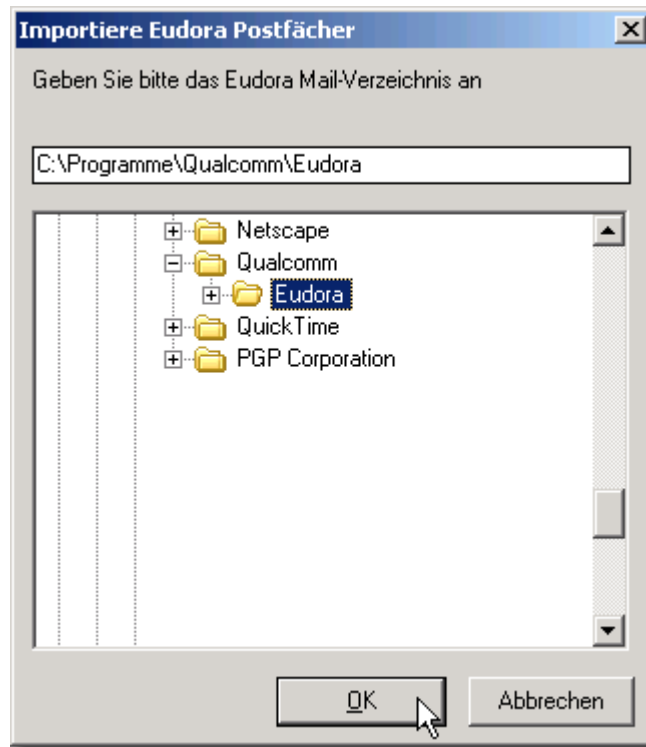 Importiere Eudora Postfächer
Geben Sie bitte das Eudora Mail-Verzeichnis an
C:\Programme\Qualcomm\Eudora
Netscape
Qualcomm
Eudora
QuickTime
PGP Corporation
OK
Abbrechen